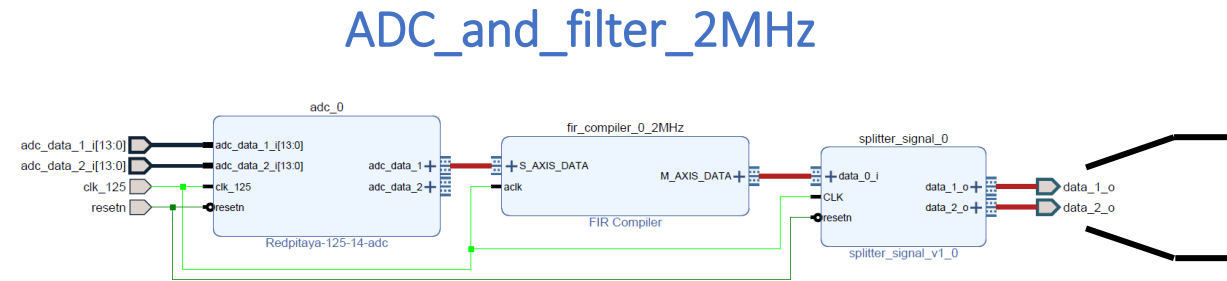 ADC_and_filter_2MHz
adc_0
adc_data_1_i[13:0]
adc_data_2_i[13:0]
clk_125
resetn
adc_data_1_i[13:0]
adc_data_2_i[13:0]
clk_125
resetn
adc_data_1
adc_data_2
Redpitaya-125-14-adc
fir_compiler_0_2MHz
S_AXIS_DATA
aclk
M_AXIS_DATA
FIR Compiler
splitter_signal_0
data_0_i
CLK
resetn
data_1_o
data_2_o
splitter_signal_v1_0
data_1_o
data_2_o